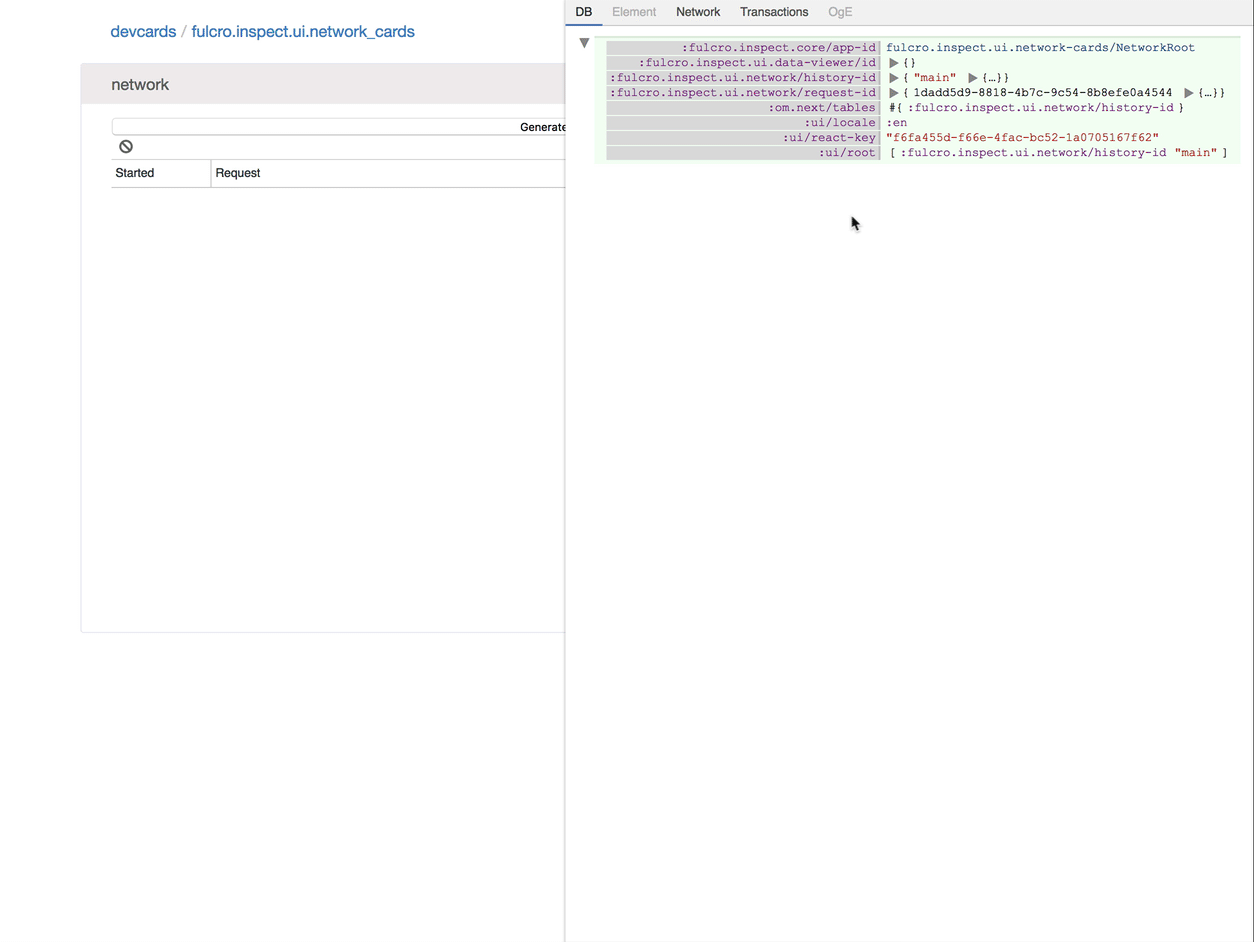 devcards / fulcro.inspect.ui.network_cards
network
Generate
Started Request
DB Element Network Transactions OgE
:fulcro.inspect.core/app-id fulcro.inspect.ui.network-cards/NetworkRoot
:fulcro.inspect.ui.data-viewer/id {}
:fulcro.inspect.ui.network/history-id { "main" {…}}
:fulcro.inspect.ui.network/request-id { 1dadd5d9-8818-4b7c-9c54-8b8efe0a4544 {…}}
:om.next/tables #{ :fulcro.inspect.ui.network/history-id }
:ui/locale :en
:ui/react-key "f6fa455d-f66e-4fac-bc52-1a0705167f62"
:ui/root [ :fulcro.inspect.ui.network/history-id "main" ]